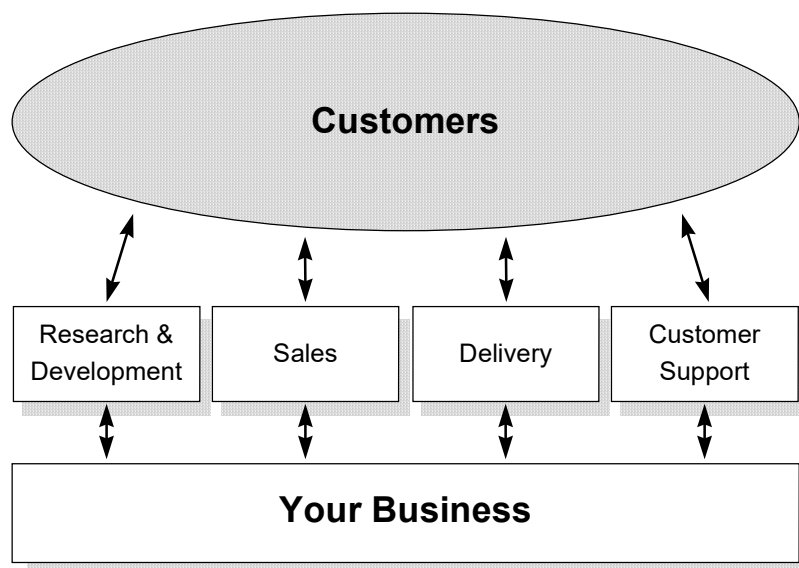 Customers
Research &
Development
Sales
Delivery
Customer
Support
Your Business